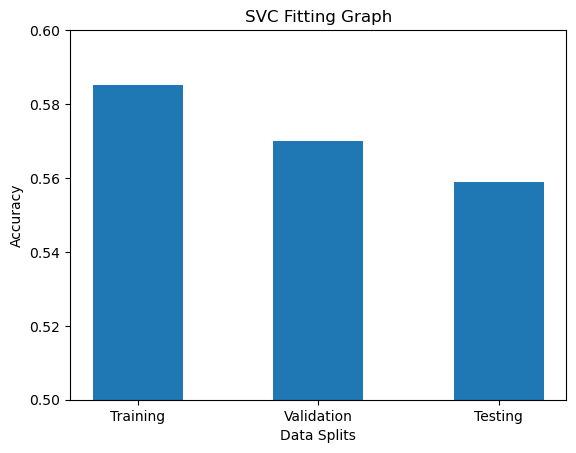 SVC Fitting Graph
Accuracy
0.60
0.58
0.56
0.54
0.52
0.50
Training Validation Testing
Data Splits